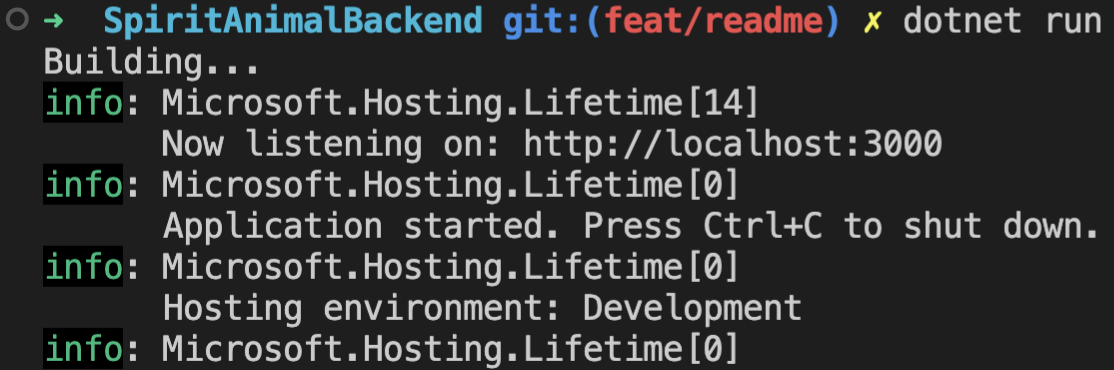 ➜ SpiritAnimalBackend git:(feat/readme) ✗ dotnet run
Building...
info: Microsoft.Hosting.Lifetime[14]
Now listening on: http://localhost:3000
info: Microsoft.Hosting.Lifetime[0]
Application started. Press Ctrl+C to shut down.
info: Microsoft.Hosting.Lifetime[0]
Hosting environment: Development
info: Microsoft.Hosting.Lifetime[0]